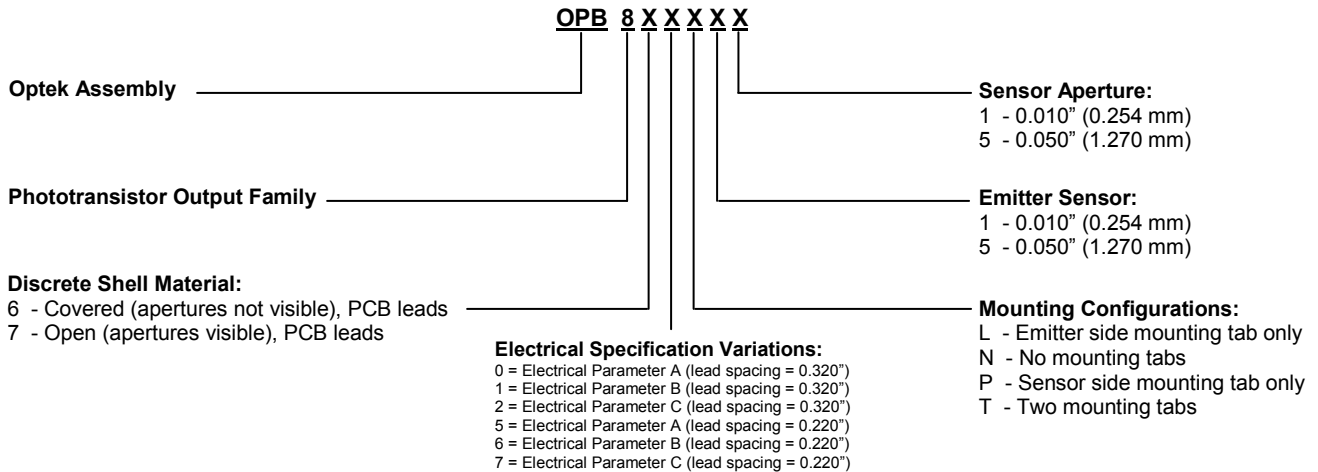 OPB 8 X X X X X
Optek Assembly
Phototransistor Output Family
Discrete Shell Material:
6 - Covered (apertures not visible), PCB leads
7 - Open (apertures visible), PCB leads
Electrical Specification Variations:
0 = Electrical Parameter A (lead spacing = 0.320”)
1 = Electrical Parameter B (lead spacing = 0.320”)
2 = Electrical Parameter C (lead spacing = 0.320”)
5 = Electrical Parameter A (lead spacing = 0.220”)
6 = Electrical Parameter B (lead spacing = 0.220”)
7 = Electrical Parameter C (lead spacing = 0.220”)
Sensor Aperture:
1 - 0.010” (0.254 mm)
5 - 0.050” (1.270 mm)
Emitter Sensor:
1 - 0.010” (0.254 mm)
5 - 0.050” (1.270 mm)
Mounting Configurations:
L - Emitter side mounting tab only
N - No mounting tabs
P - Sensor side mounting tab only
T - Two mounting tabs